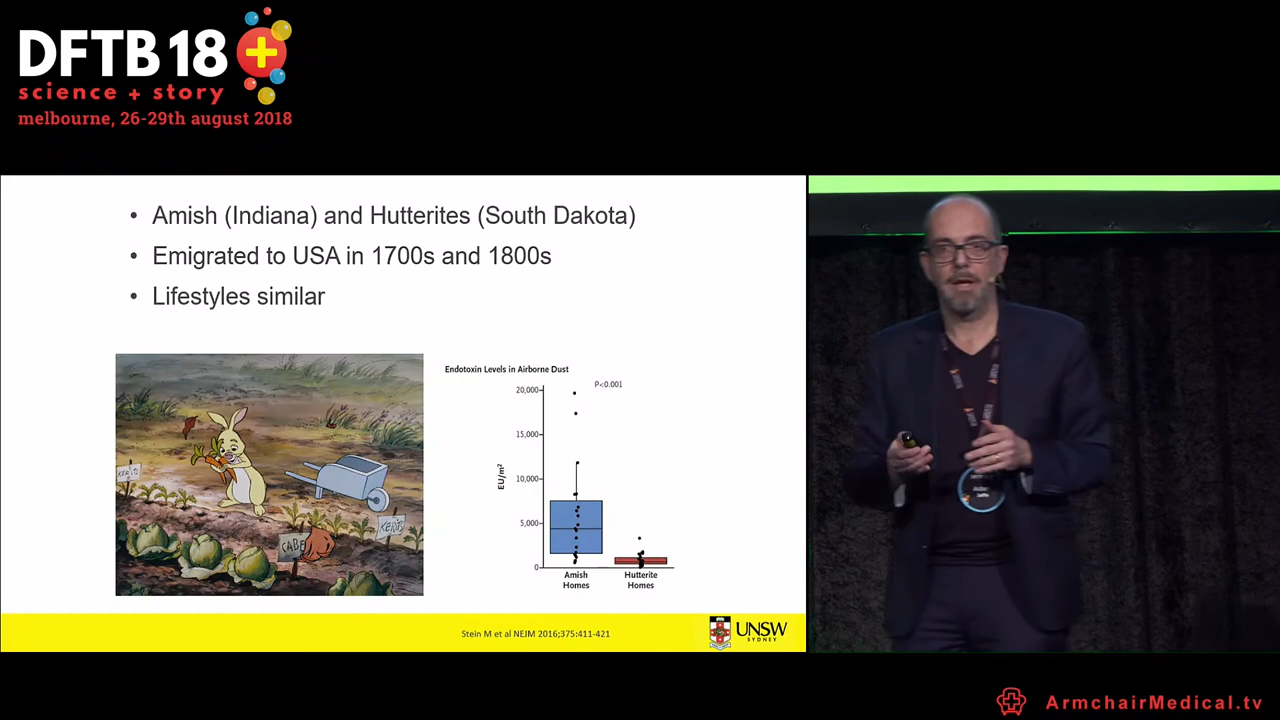 DFTB 18
science + story
melbourne, 26-29th august 2018
• Amish (Indiana) and Hutterites (South Dakota)
• Emigrated to USA in 1700s and 1800s
• Lifestyles similar
Endotoxin Levels in Airborne Dust
P<0.001
20,000
15,000
10,000
5,000
0
EU/m²
Amish
Homes
Hutterite
Homes
Stein M et al NEJM 2016;375:411-421
UNSW
SYDNEY
ArmchairMedical.tv